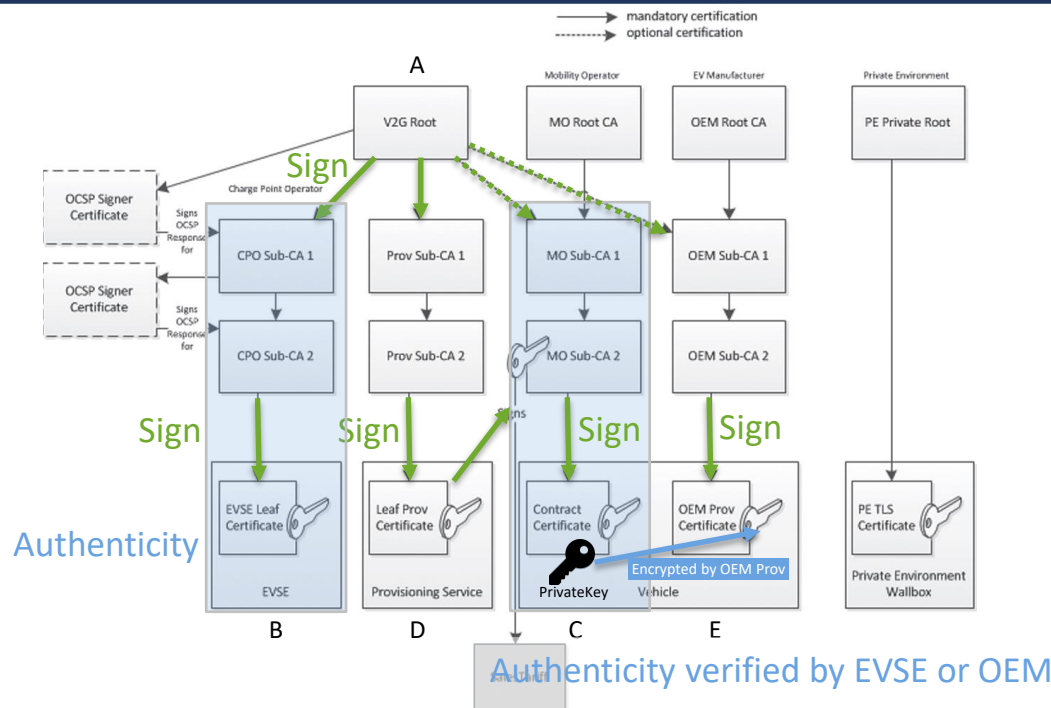 mandatory certification
optional certification
A
Mobility Operator
EV Manufacturer
Private Environment
V2G Root
MO Root CA
OEM Root CA
PE Private Root
Sign
Charge Point Operator
OCSP Signer
Certificate
Signs
OCSP
Response
for
CPO Sub-CA 1
Prov Sub-CA 1
MO Sub-CA 1
OEM Sub-CA 1
OCSP Signer
Certificate
Signs
OCSP
Response
for
CPO Sub-CA 2
Prov Sub-CA 2
MO Sub-CA 2
OEM Sub-CA 2
Sign
Sign
Signs
Sign
Sign
EVSE Leaf
Certificate
Leaf Prov
Certificate
Contract
Certificate
OEM Prov
Certificate
PE TLS
Certificate
Authenticity
Encrypted by OEM Prov
EVSE
Provisioning Service
PrivateKey
Vehicle
Private Environment
Wallbox
B
D
C
E
Authenticity verified by EVSE or OEM